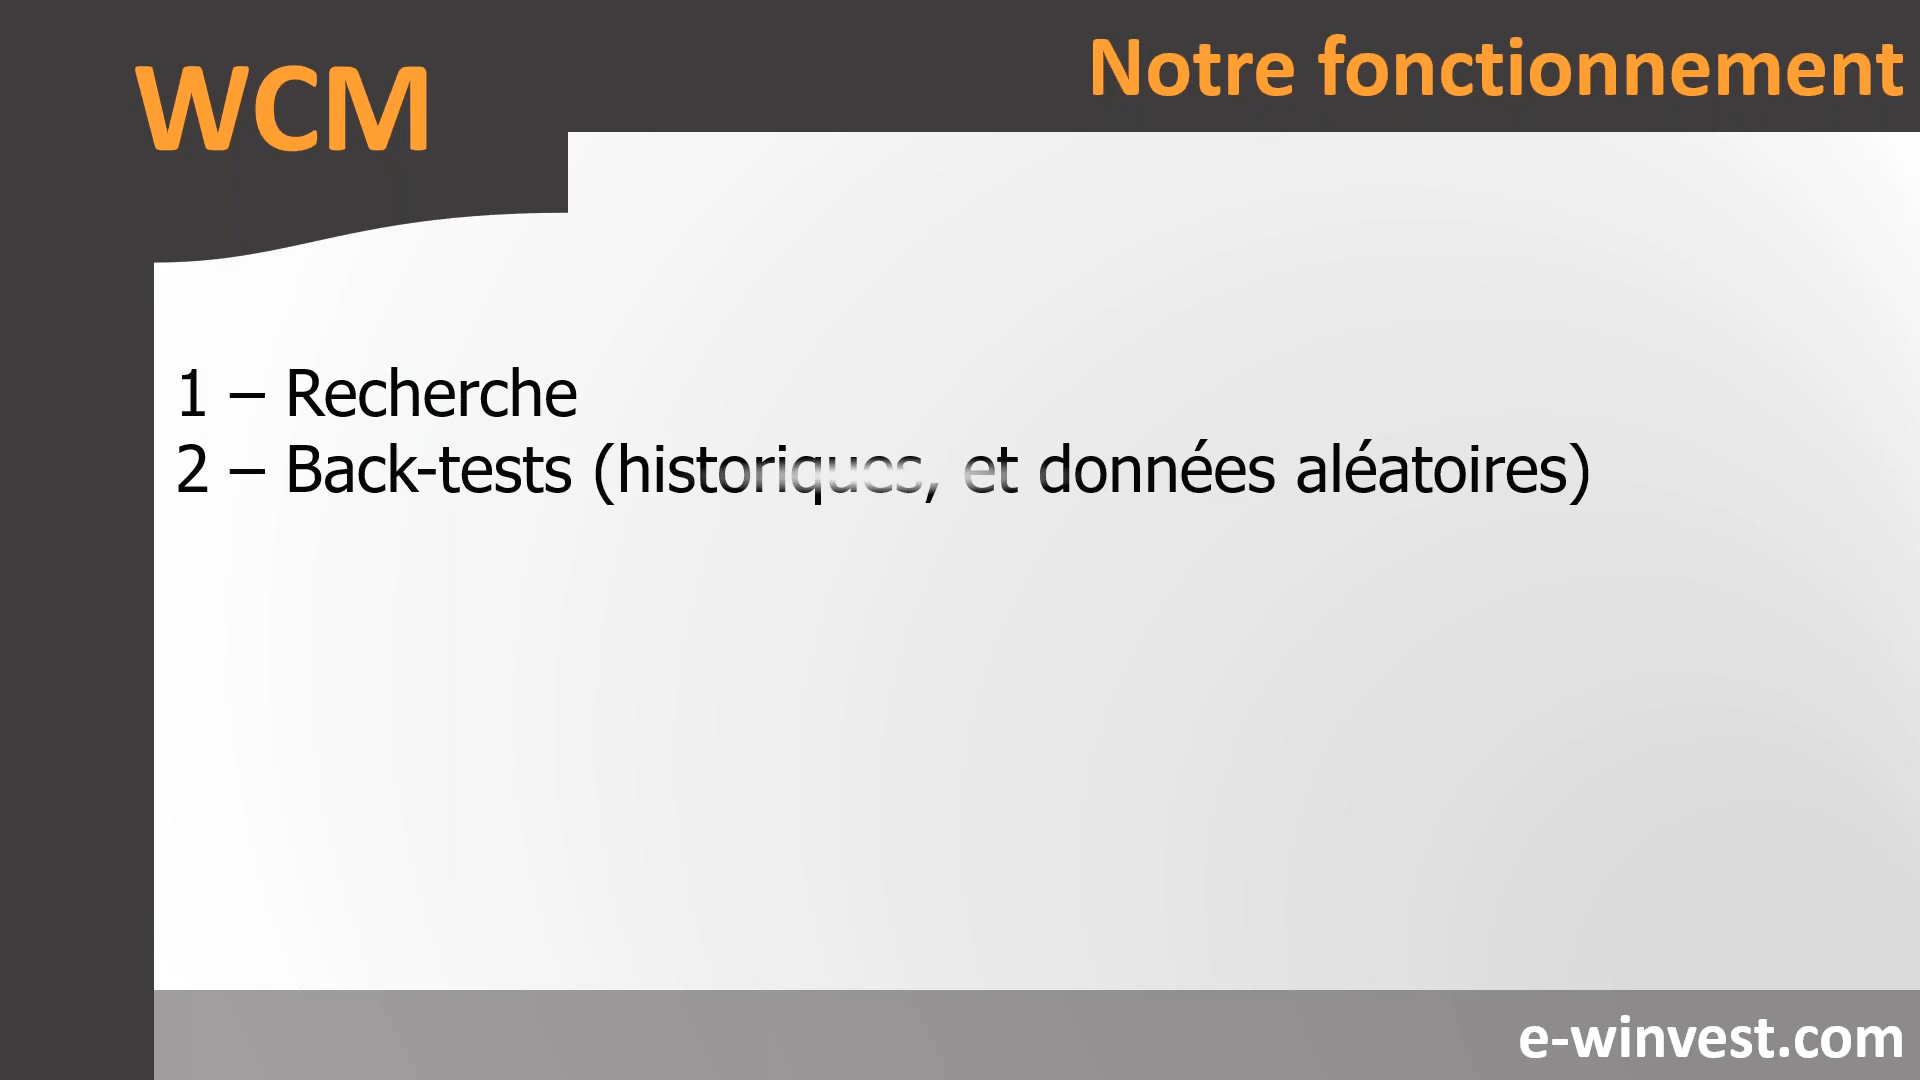 WCM
Notre fonctionnement
1 – Recherche
2 – Back-tests (historiques, et données aléatoires)
e-winvest.com